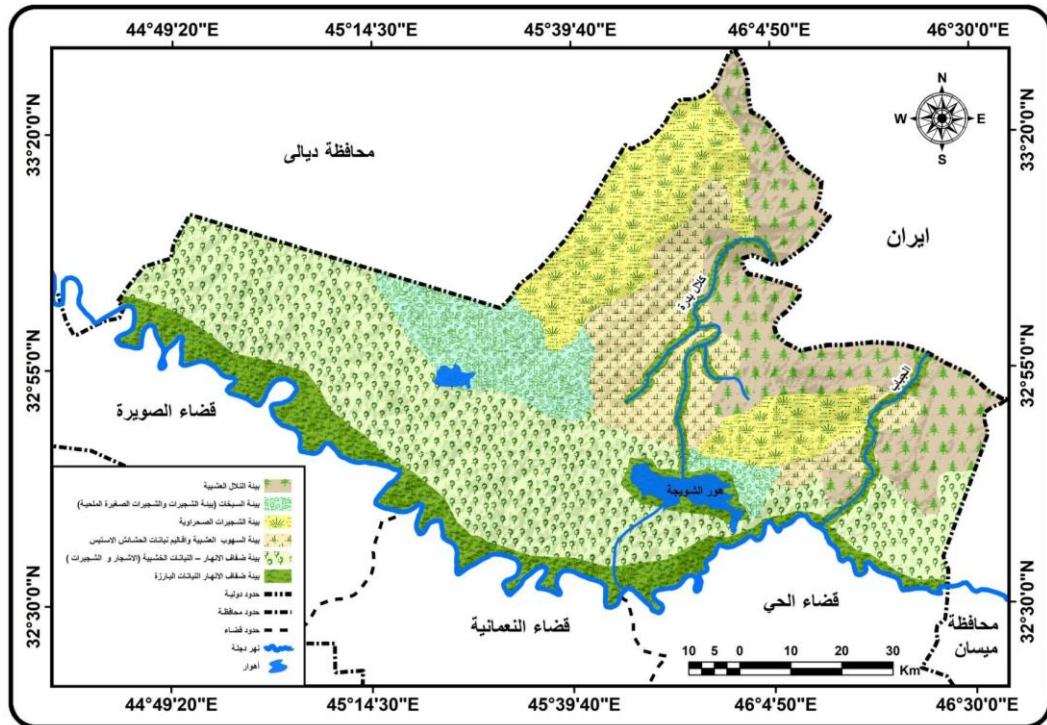 44°49'20"E 45°14'30"E 45°39'40"E 46°4'50"E 46°30'0"E
N
W E
S
33°20'0"N 33°20'0"N
محافظة ديالى
ايران
كلال بدرة
الجباب
32°55'0"N 32°55'0"N
قضاء الصويرة
هور الشويجة
بيئة التلال العشبية
بيئة السبخات (بيئة الشجيرات والشجيرات الصغيرة الملحية)
بيئة الشجيرات الصحراوية
بيئة السهوب العشبية واقاليم نباتات الحشائش الاستبس
بيئة ضفاف الانهار – النباتات الخشبية (الاشجار و الشجيرات )
بيئة ضفاف الانهار النباتات البارزة
حدود دولية
حدود محافظة
حدود قضاء
نهر دجلة
أهوار
32°30'0"N 32°30'0"N
قضاء النعمانية
قضاء الحي
محافظة
ميسان
10 5 0 10 20 30
Km
44°49'20"E 45°14'30"E 45°39'40"E 46°4'50"E 46°30'0"E